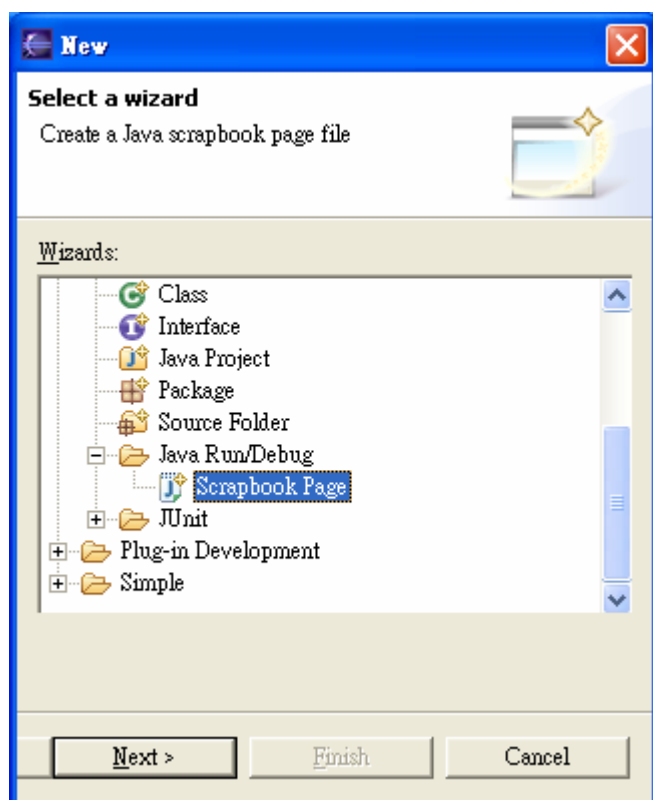 New
Select a wizard
Create a Java scrapbook page file
Wizards:
Class
Interface
Java Project
Package
Source Folder
Java Run/Debug
Scrapbook Page
JUnit
Plug-in Development
Simple
Next >
Finish
Cancel